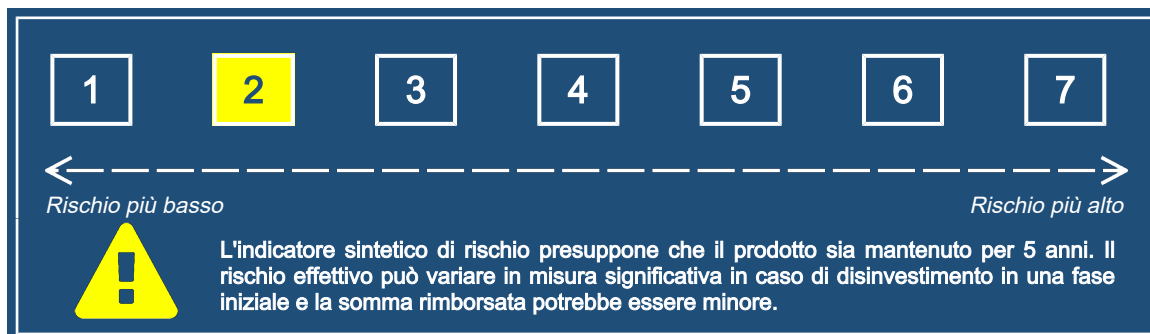 1 2 3 4 5 6 7
Rischio più basso Rischio più alto
L'indicatore sintetico di rischio presuppone che il prodotto sia mantenuto per 5 anni. Il
rischio effettivo può variare in misura significativa in caso di disinvestimento in una fase
iniziale e la somma rimborsata potrebbe essere minore.